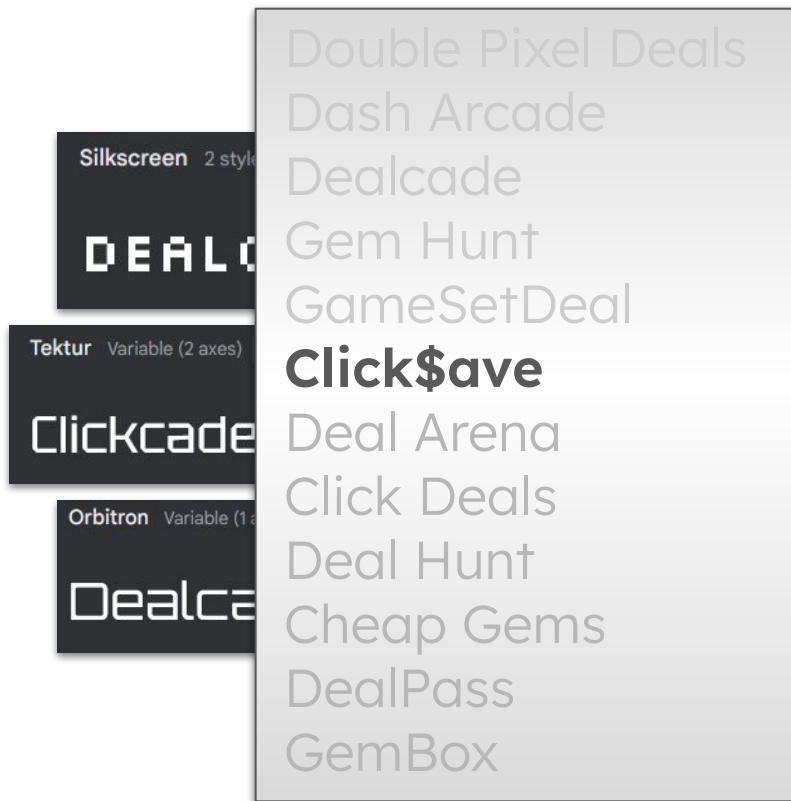 Silkscreen 2 style
DEALC
Tektur Variable (2 axes)
Clickcade
Orbitron Variable (1 a
Dealca
Double Pixel Deals
Dash Arcade
Dealcade
Gem Hunt
GameSetDeal
Click$ave
Deal Arena
Click Deals
Deal Hunt
Cheap Gems
DealPass
GemBox